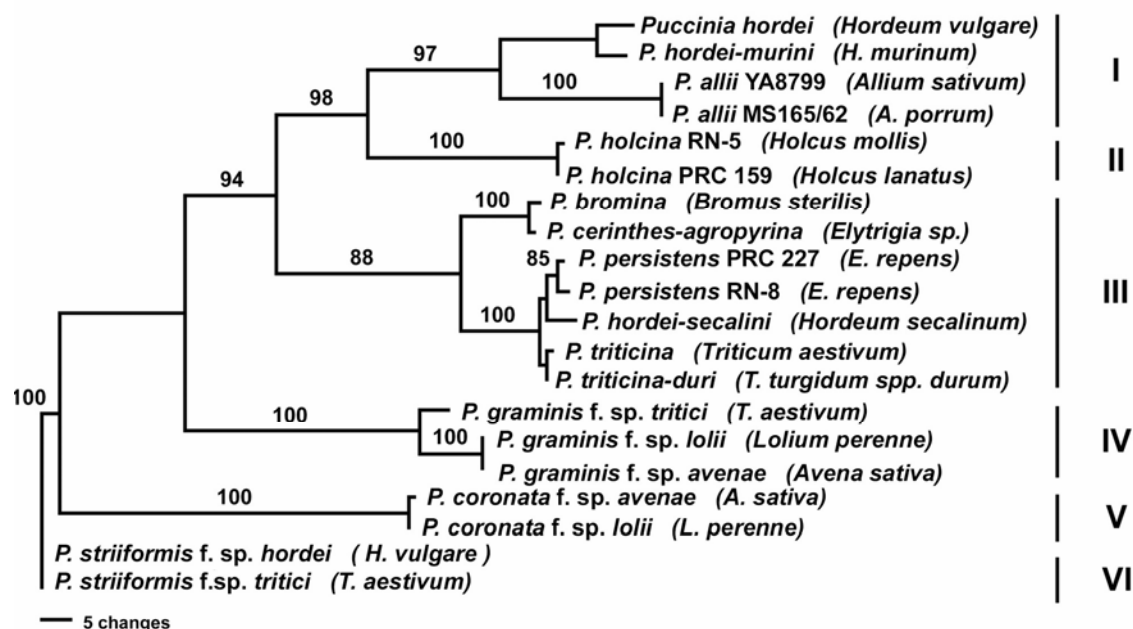 Puccinia hordei (Hordeum vulgare)
97
P. hordei-murini (H. murinum)
I
100
P. allii YA8799 (Allium sativum)
98
P. allii MS165/62 (A. porrum)
100
P. holcina RN-5 (Holcus mollis)
II
94
P. holcina PRC 159 (Holcus lanatus)
100
P. bromina (Bromus sterilis)
P. cerinthes-agropyrina (Elytrigia sp.)
88
85
P. persistens PRC 227 (E. repens)
III
P. persistens RN-8 (E. repens)
100
P. hordei-secalini (Hordeum secalinum)
P. triticina (Triticum aestivum)
P. triticina-duri (T. turgidum spp. durum)
100
100
P. graminis f. sp. tritici (T. aestivum)
100
P. graminis f. sp. lolii (Lolium perenne)
IV
P. graminis f. sp. avenae (Avena sativa)
100
P. coronata f. sp. avenae (A. sativa)
V
P. coronata f. sp. lolii (L. perenne)
P. striiformis f. sp. hordei ( H. vulgare )
P. striiformis f.sp. tritici (T. aestivum)
VI
5 changes